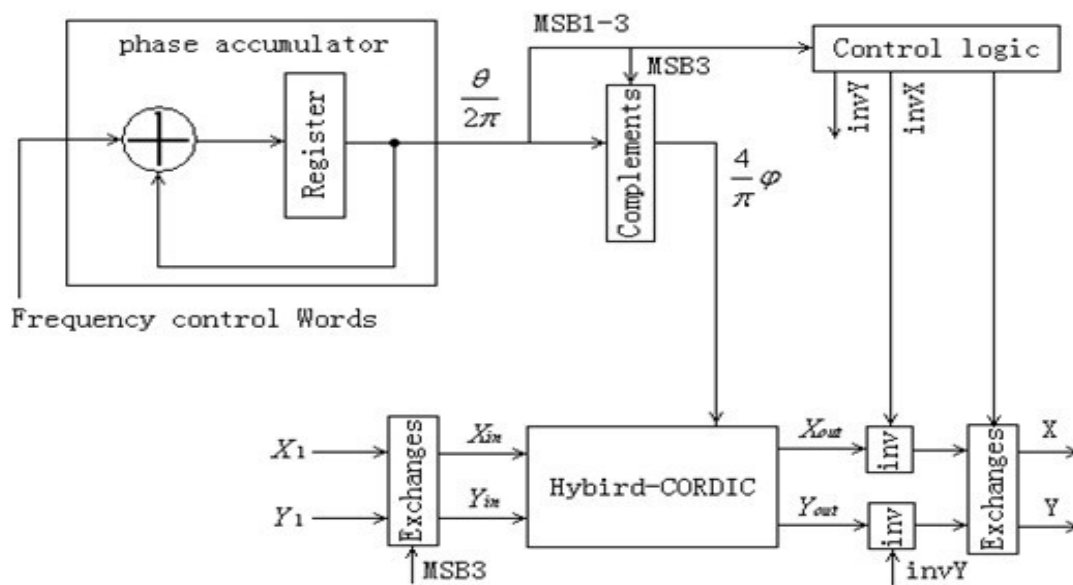 phase accumulator
Register
θ
2π
MSB1-3
MSB3
Complements
4
π
φ
Control logic
invY
invX
Frequency control Words
X1
Y1
Exchanges
MSB3
Xin
Yin
Hybird-CORDIC
Xout
Yout
inv
inv
invY
Exchanges
X
Y